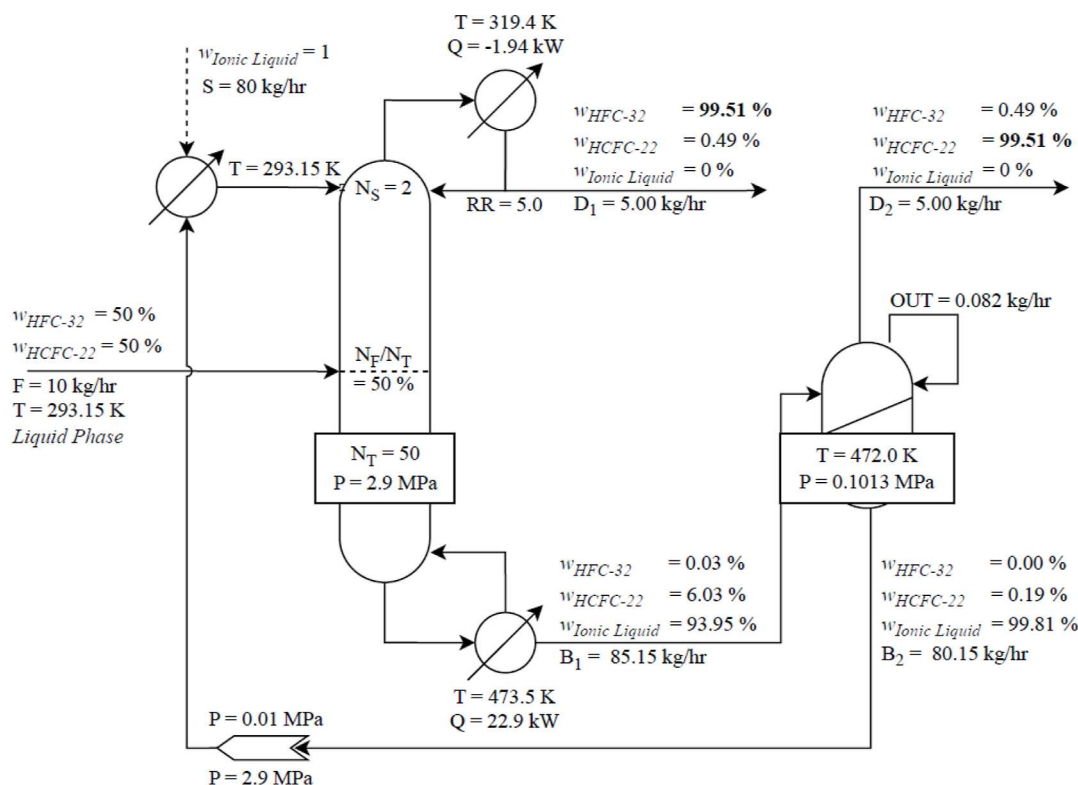 w_Ionic Liquid = 1
S = 80 kg/hr
T = 293.15 K
T = 319.4 K
Q = -1.94 kW
N_S = 2
w_HFC-32 = 99.51 %
w_HCFC-22 = 0.49 %
w_Ionic Liquid = 0 %
RR = 5.0
D_1 = 5.00 kg/hr
w_HFC-32 = 0.49 %
w_HCFC-22 = 99.51 %
w_Ionic Liquid = 0 %
D_2 = 5.00 kg/hr
OUT = 0.082 kg/hr
w_HFC-32 = 50 %
w_HCFC-22 = 50 %
F = 10 kg/hr
T = 293.15 K
Liquid Phase
N_F/N_T
= 50 %
N_T = 50
P = 2.9 MPa
T = 472.0 K
P = 0.1013 MPa
w_HFC-32 = 0.03 %
w_HCFC-22 = 6.03 %
w_Ionic Liquid = 93.95 %
B_1 = 85.15 kg/hr
w_HFC-32 = 0.00 %
w_HCFC-22 = 0.19 %
w_Ionic Liquid = 99.81 %
B_2 = 80.15 kg/hr
T = 473.5 K
Q = 22.9 kW
P = 0.01 MPa
P = 2.9 MPa